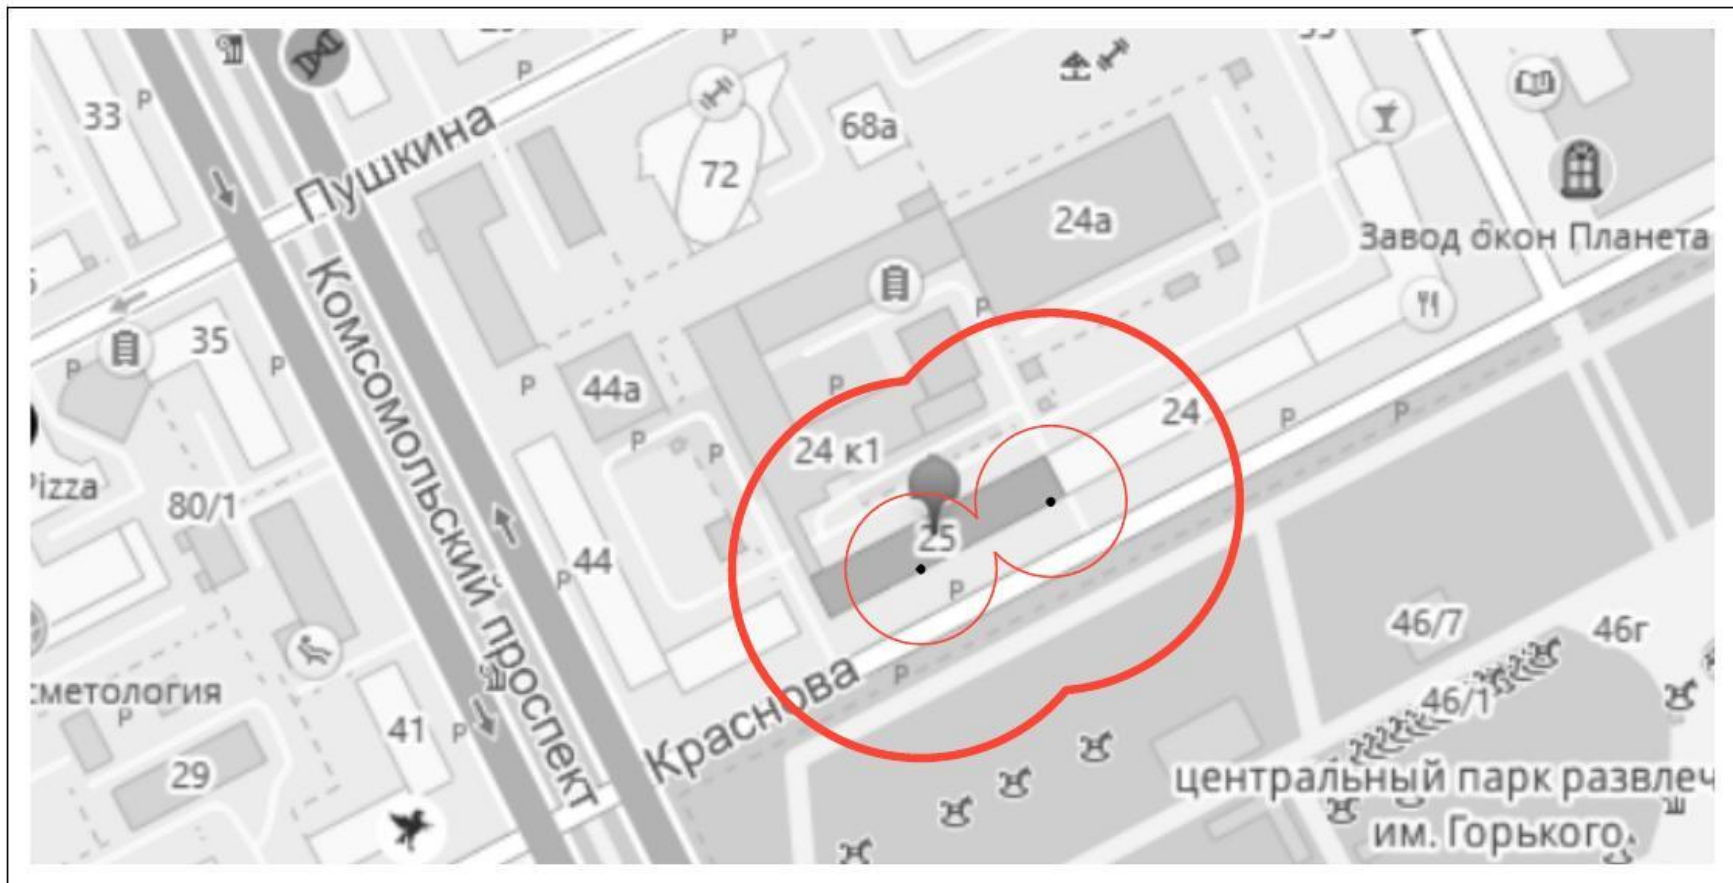 33
P
P
P
Пушкина
68а
72
24а
Завод окон Планета
Комсомольский проспект
35
P
P
P
44а
P
P
P
P
24 к1
24
P
P
Pizza
80/1
25
44
P
P
P
Краснова
46/7
46г
сметология
P
41
P
46/1
29
центральный парк развлеч
им. Горького